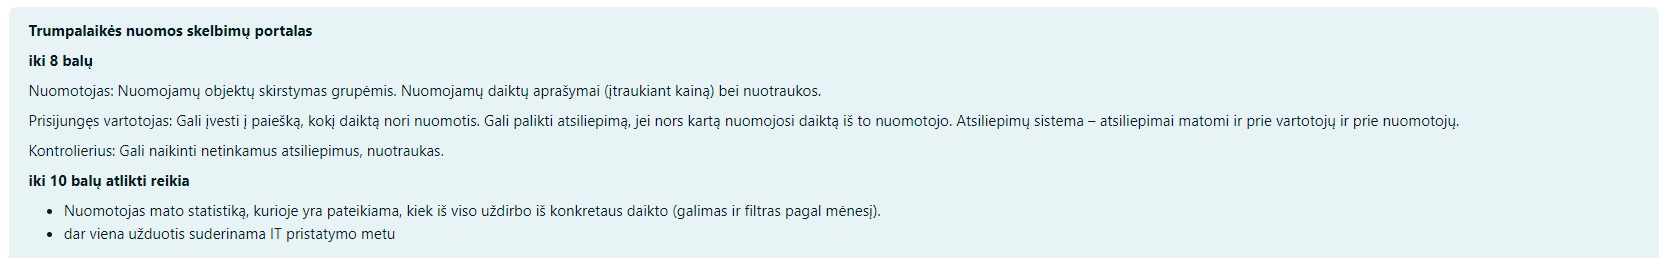 Trumpalaikės nuomos skelbimų portalas
iki 8 balų
Nuomotojas: Nuomojamų objektų skirstymas grupėmis. Nuomojamų daiktų aprašymai (įtraukiant kainą) bei nuotraukos.
Prisijungęs vartotojas: Gali įvesti į paiešką, kokį daiktą nori nuomotis. Gali palikti atsiliepimą, jei nors kartą nuomojosi daiktą iš to nuomotojo. Atsiliepimų sistema – atsiliepimai matomi ir prie vartotojų ir prie nuomotojų.
Kontrolierius: Gali naikinti netinkamus atsiliepimus, nuotraukas.
iki 10 balų atlikti reikia
• Nuomotojas mato statistiką, kurioje yra pateikiama, kiek iš viso uždirbo iš konkretaus daikto (galimas ir filtras pagal mėnesį).
• dar viena užduotis suderinama IT pristatymo metu